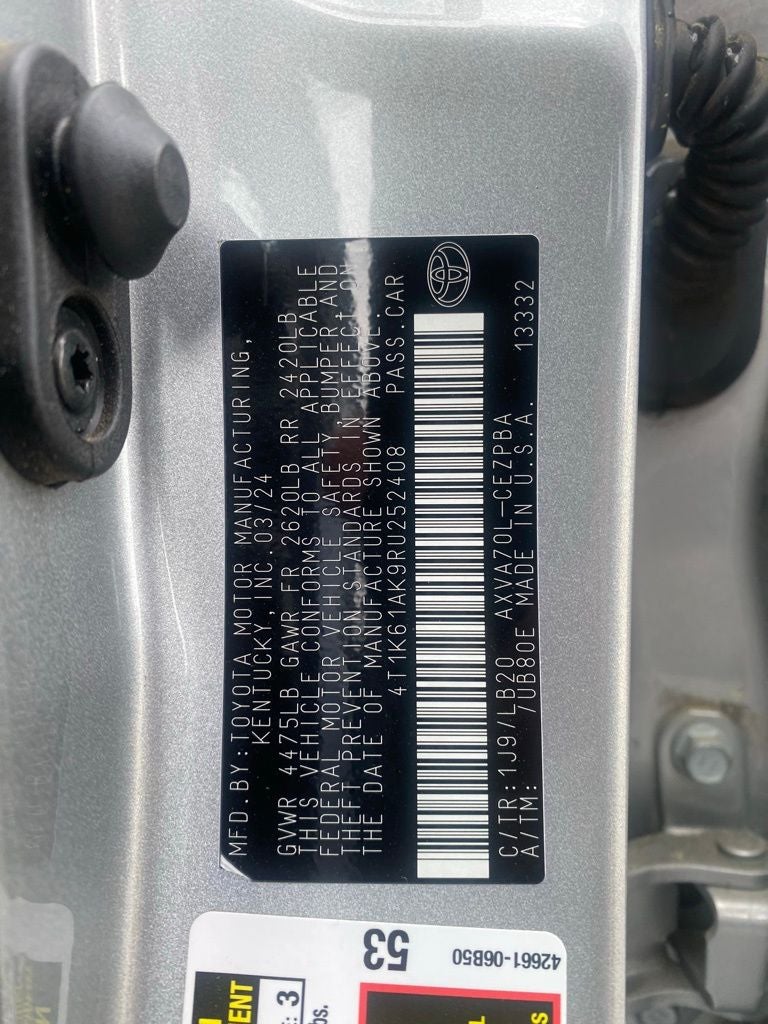 MFD.BY:TOYOTA MOTOR MANUFACTURING,
KENTUCKY,INC.03/24
GVWR 4475LB GAWR FR 2620LB RR 2420LB
THIS VEHICLE CONFORMS TO ALL APPLICABLE
FEDERAL MOTOR VEHICLE SAFETY, BUMPER AND
THEFT PREVENTION STANDARDS IN EFFECT ON
THE DATE OF MANUFACTURE SHOWN ABOVE.
4T1K61AK9RU252408 PASS.CAR
C/TR:1J9/LB20 AXVA70L-CEZPBA
A/TM: /UB80E MADE IN U.S.A. 13332
53
42661-06B50
3